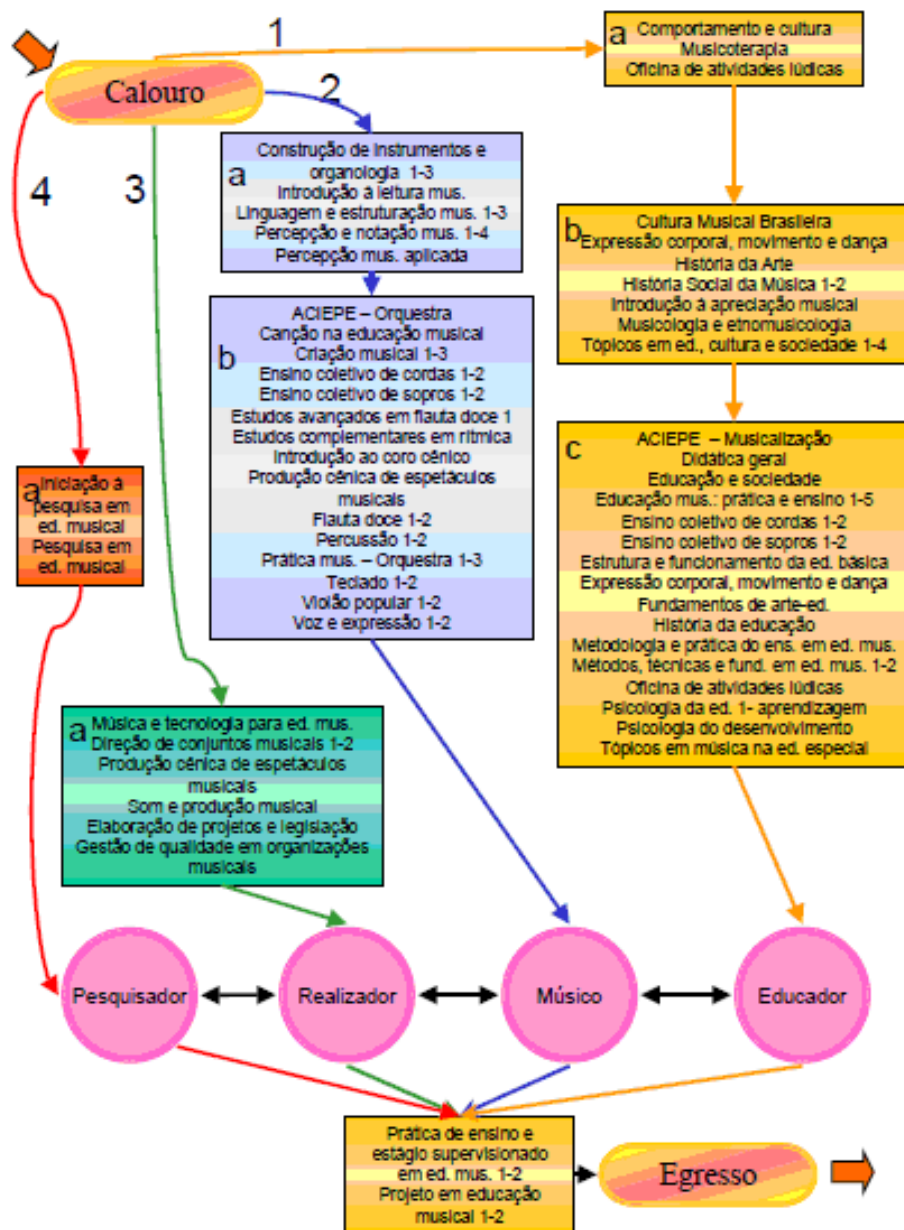 1
a
Comportamento e cultura
Musicoterapia
Oficina de atividades lúdicas
Calouro
2
3
4
a
Construção de instrumentos e
organologia 1-3
Introdução à leitura mus.
Linguagem e estruturação mus. 1-3
Percepção e notação mus. 1-4
Percepção mus. aplicada
b
Cultura Musical Brasileira
Expressão corporal, movimento e dança
História da Arte
História Social da Música 1-2
Introdução à apreciação musical
Musicologia e etnomusicologia
Tópicos em ed., cultura e sociedade 1-4
b
ACIEPE – Orquestra
Canção na educação musical
Criação musical 1-3
Ensino coletivo de cordas 1-2
Ensino coletivo de sopros 1-2
Estudos avançados em flauta doce 1
Estudos complementares em rítmica
Introdução ao coro cênico
Produção cênica de espetáculos
musicais
Flauta doce 1-2
Percussão 1-2
Prática mus. – Orquestra 1-3
Teclado 1-2
Violão popular 1-2
Voz e expressão 1-2
c
ACIEPE – Musicalização
Didática geral
Educação e sociedade
Educação mus.: prática e ensino 1-5
Ensino coletivo de cordas 1-2
Ensino coletivo de sopros 1-2
Estrutura e funcionamento da ed. básica
Expressão corporal, movimento e dança
Fundamentos de arte-ed.
História da educação
Metodologia e prática do ens. em ed. mus.
Métodos, técnicas e fund. em ed. mus. 1-2
Oficina de atividades lúdicas
Psicologia da ed. 1- aprendizagem
Psicologia do desenvolvimento
Tópicos em música na ed. especial
a
Iniciação à
pesquisa em
ed. musical
Pesquisa em
ed. musical
a
Música e tecnologia para ed. mus.
Direção de conjuntos musicais 1-2
Produção cênica de espetáculos
musicais
Som e produção musical
Elaboração de projetos e legislação
Gestão de qualidade em organizações
musicais
Pesquisador
Realizador
Músico
Educador
Prática de ensino e
estágio supervisionado
em ed. mus. 1-2
Projeto em educação
musical 1-2
Egresso